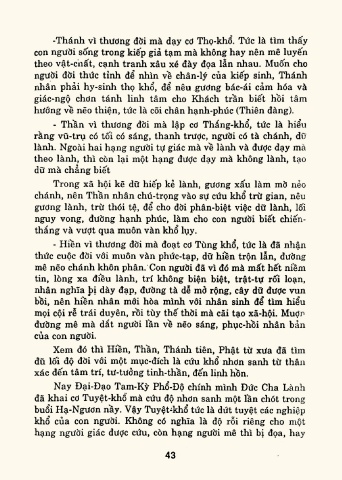 -Thánh vì thương đời mà dạy cơ Thọ-khổ. Tức là tìm thấy
con người sống trong kiếp giả tạm mà không hay nên mê luyến
theo vật-chất, cạnh tranh xâu xé đày đọa lẫn nhau. Muốn cho
người đời thức tỉnh để nhìn về chân-lý của kiếp sinh, Thánh
nhân phải hy-sinh thọ khổ, để nêu gương bác-ái cảm hóa và
giác-ngộ chơn tánh linh tâm cho Khách trần biết hồi tâm
hướng về nẽo thiện, tức là cõi chân hạnh-phúc (Thiên đàng).
- Thần vì thương đời mà lập cơ Thắng-khổ, tức là hiểu
rằng vũ-trụ có tối có sáng, thanh trược, người có tà chánh, dữ
lành. Ngoài hai hạng người tự giác mà về lành và được dạy mà
theo lành, thì còn lại một hạng được dạy mà không lành, tạo
dữ mà chẳng biết
Trong xã hội kẽ dữ hiếp kẻ lành, gương xấu làm mờ nẻo
chánh, nên Thần nhân chú-trọng vào sự cứu khổ trừ gian, nêu
gương lành, trừ thói tệ, để cho đời phân-biệt việc dữ lành, lối
nguy vong, đường hạnh phúc, làm cho con người biết chiến-
thắng và vượt qua muôn vàn khổ lụy.
- Hiền vì thương đời mà đoạt cơ Tùng khổ, tức là đã nhận
thức cuộc đời với muôn vàn phức-tạp, dữ hiền trộn lẫn, đường
mê nẽo chánh khôn phân. Con người đã vì đó mà mất hết niềm
tin, lòng xa điều lành, trí không biện biệt, trật-tự rối loạn,
nhân nghĩa bị dày đạp, đường tà dễ mở rộng, cây dữ được vun
bồi, nên hiền nhân mới hòa mình với nhân sinh để tìm hiểu
mọi cội rễ trái duyên, rồi tùy thế thời mà cãi tạo xã-hội. Mượn
đường mê mà dắt người lần về nẽo sáng, phục-hồi nhân bản
của con người.
Xem đó thì Hiền, Thần, Thánh tiên, Phật từ xưa đã tìm
đủ lối độ đời với một mục-đích là cứu khổ nhơn sanh từ thân
xác đến tâm trí, tư-tưởng tinh-thần, đến linh hồn.
Nay Đại-Đạo Tam-Kỳ Phổ-Độ chính mình Đức Cha Lành
đã khai cơ Tuyệt-khổ mà cứu độ nhơn sanh một lần chót trong
buổi Hạ-Ngươn nầy. Vậy Tuyệt-khổ tức là dứt tuyệt các nghiệp
khổ của con người. Không có nghĩa là độ rỗi riêng cho một
hạng người giác được cứu, còn hạng người mê thì bị đọa, hay
43